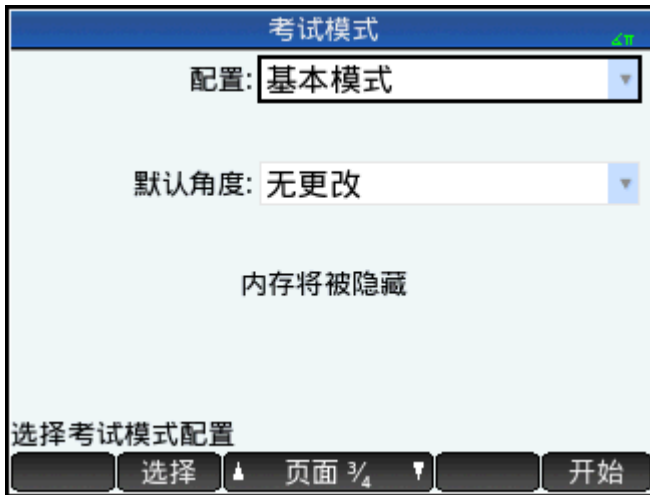 考试模式
∡π
配置: 基本模式
默认角度: 无更改
内存将被隐藏
选择考试模式配置
选择 页面 ¾ 开始